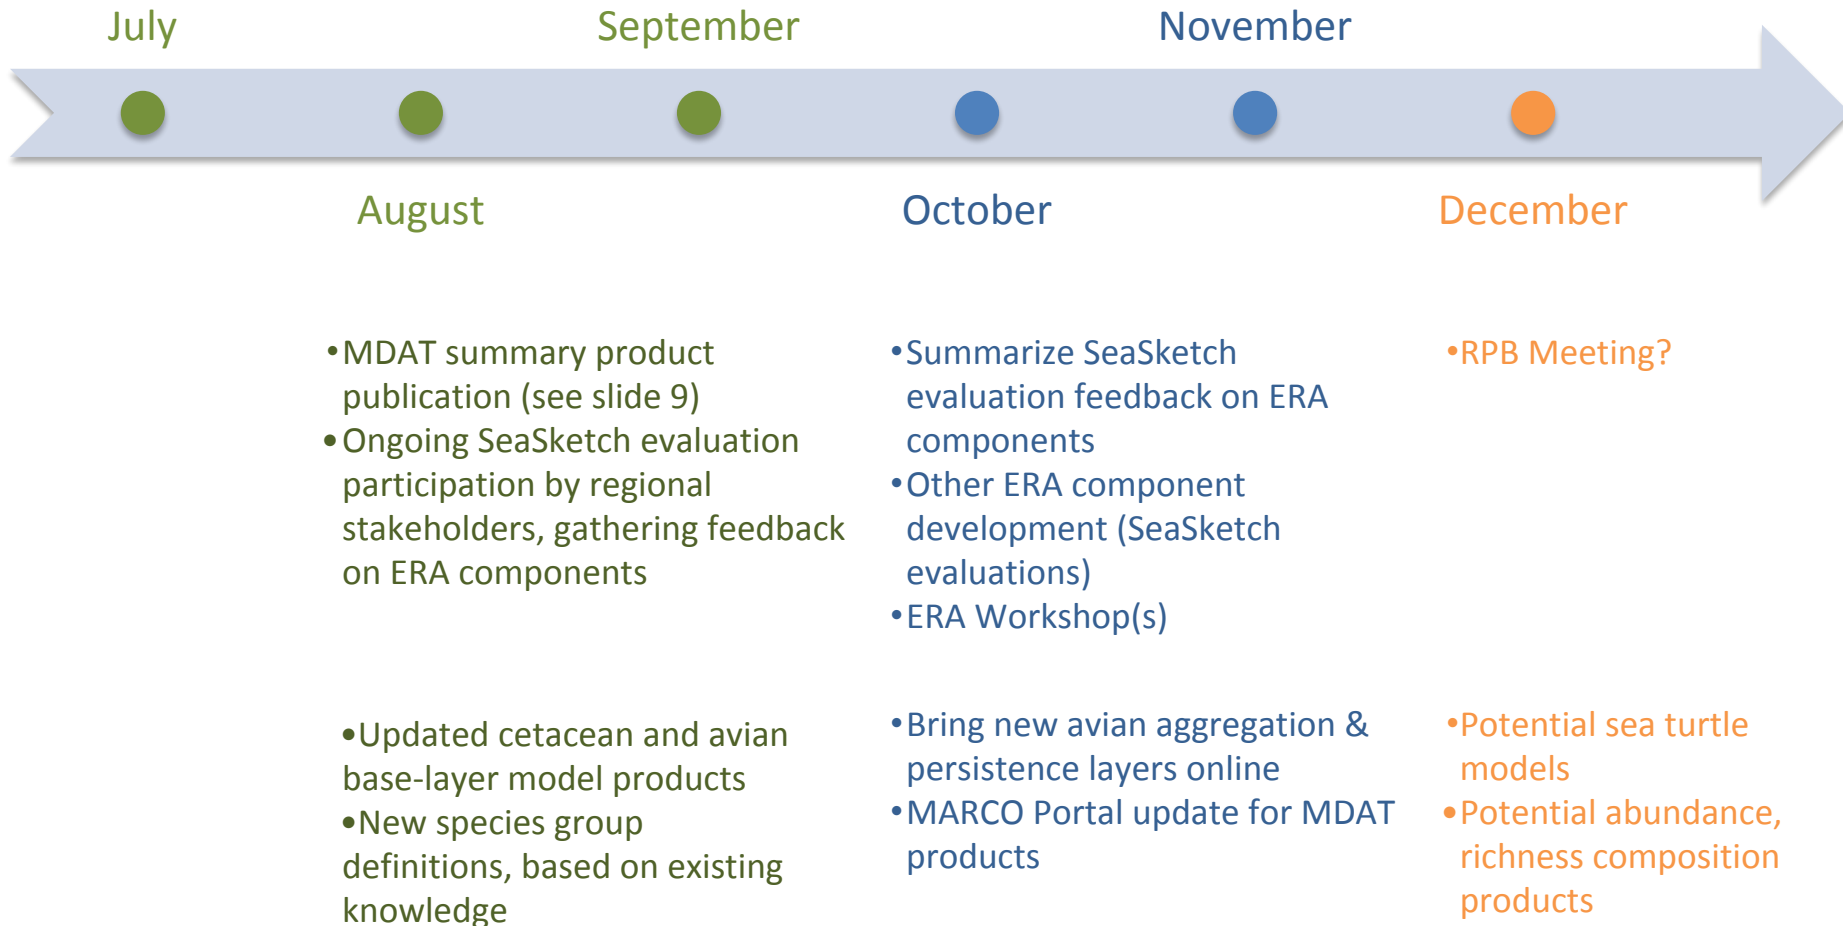 July
September
November
August
October
December
•MDAT summary product
publication (see slide 9)
•Ongoing SeaSketch evaluation
participation by regional
stakeholders, gathering feedback
on ERA components
•Summarize SeaSketch
evaluation feedback on ERA
components
•Other ERA component
development (SeaSketch
evaluations)
•ERA Workshop(s)
•RPB Meeting?
•Updated cetacean and avian
base-layer model products
•New species group
definitions, based on existing
knowledge
•Bring new avian aggregation &
persistence layers online
•MARCO Portal update for MDAT
products
•Potential sea turtle
models
•Potential abundance,
richness composition
products